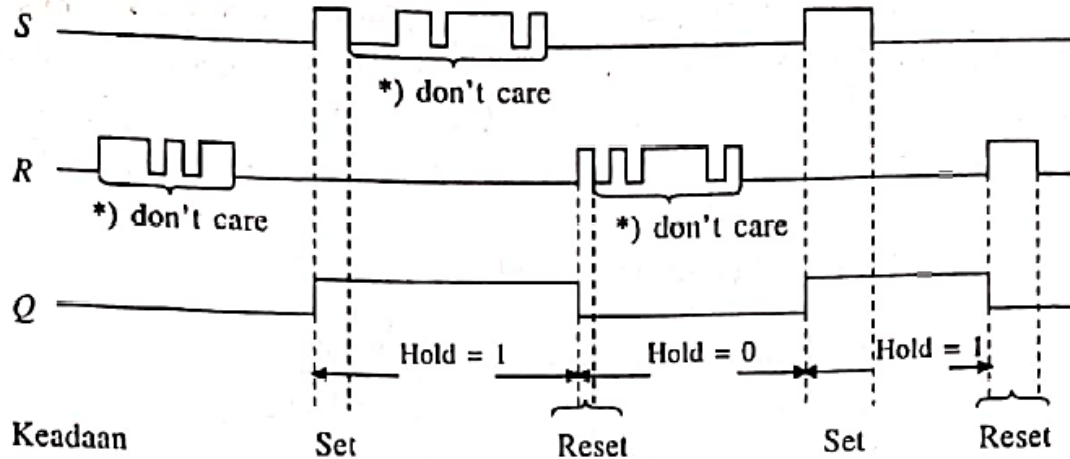 S
*) don't care
R
*) don't care
*) don't care
Q
Hold = 1
Hold = 0
Hold = 1
Keadaan
Set
Reset
Set
Reset